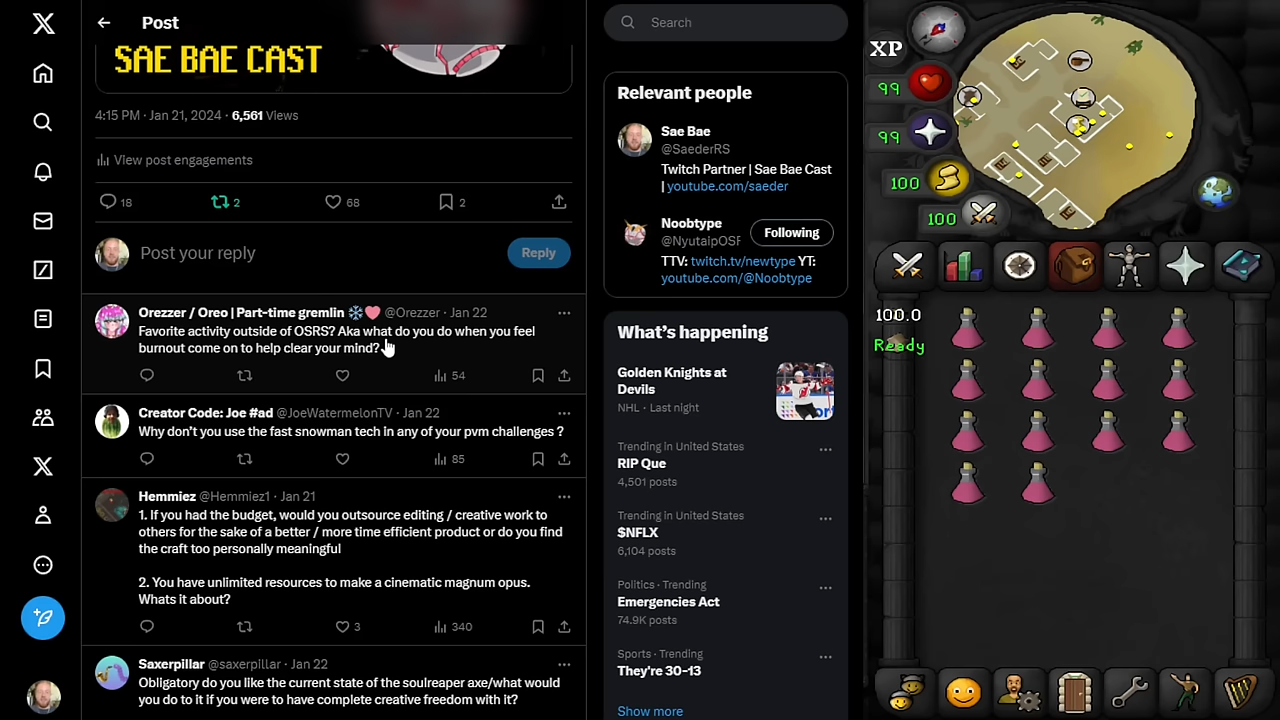 Post
SAE BAE CAST
4:15 PM · Jan 21, 2024 · 6,561 Views
View post engagements
18
2
68
2
Post your reply
Reply
Orezzer / Oreo | Part-time gremlin ❄️🩷 @Orezzer · Jan 22
Favorite activity outside of OSRS? Aka what do you do when you feel
burnout come on to help clear your mind?
54
Creator Code: Joe #ad @JoeWatermelonTV · Jan 22
Why don't you use the fast snowman tech in any of your pvm challenges ?
85
Hemmiez @Hemmiez1 · Jan 21
1. If you had the budget, would you outsource editing / creative work to
others for the sake of a better / more time efficient product or do you find
the craft too personally meaningful
2. You have unlimited resources to make a cinematic magnum opus.
Whats it about?
3
340
Saxerpillar @saxerpillar · Jan 22
Obligatory do you like the current state of the soulreaper axe/what would
you do to it if you were to have complete creative freedom with it?
Search
Relevant people
Sae Bae
@SaederRS
Twitch Partner | Sae Bae Cast
| youtube.com/saeder
Noobtype
@NyutaipOSF
Following
TTV: twitch.tv/newtype YT:
youtube.com/@Noobtype
What's happening
Golden Knights at
Devils
NHL · Last night
Trending in United States
RIP Que
4,501 posts
Trending in United States
$NFLX
6,104 posts
Politics · Trending
Emergencies Act
74.9K posts
Sports · Trending
They're 30-13
Show more
XP
99
99
100
100
100.0
Ready